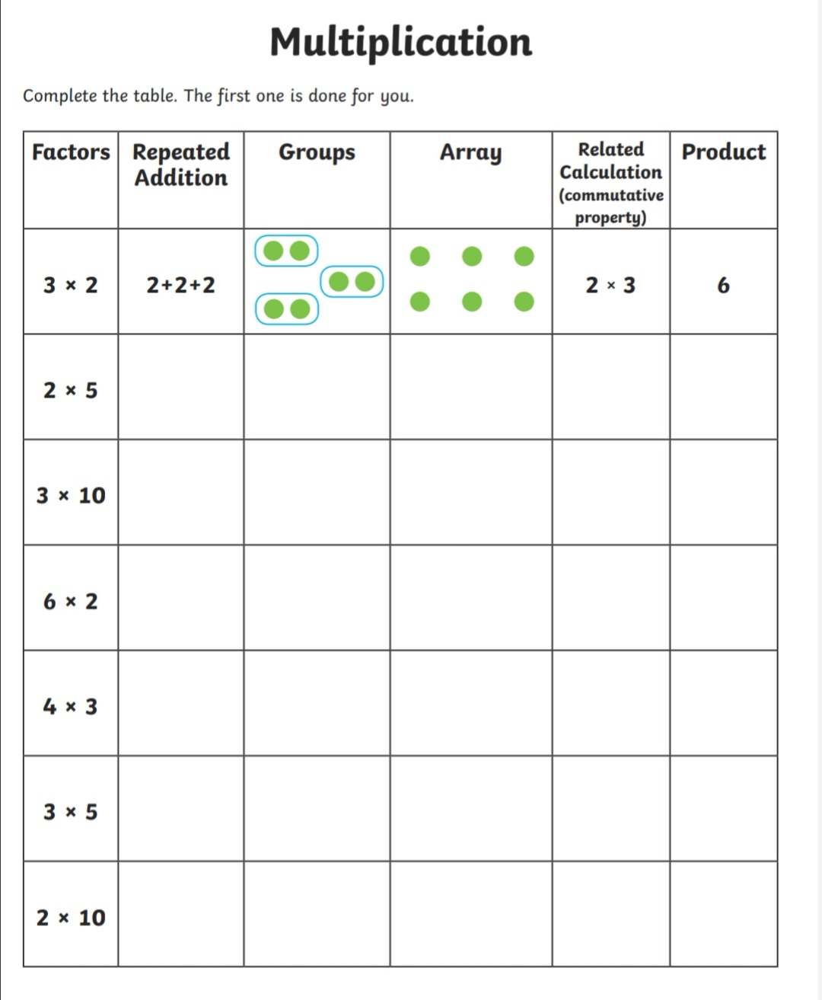 Multiplication
Complete the table. The first one is done for you.
Factors
Repeated
Addition
Groups
Array
Related
Calculation
(commutative
property)
Product
3 × 2
2+2+2
2 × 3
6
2 × 5
3 × 10
6 × 2
4 × 3
3 × 5
2 × 10